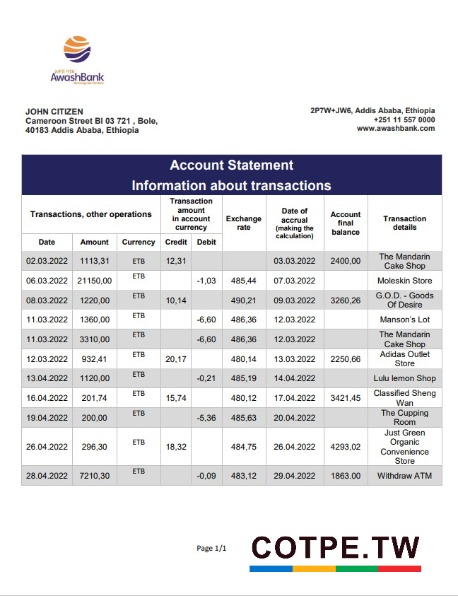 AwashBank
JOHN CITIZEN
Cameroon Street Bl 03 721 , Bole,
40183 Addis Ababa, Ethiopia
2P7W+JW6, Addis Ababa, Ethiopia
+251 11 557 0000
www.awashbank.com
Account Statement
Information about transactions
Transactions, other operations
Transaction
amount
in account
currency
Exchange
rate
Date of
accrual
(making the
calculation)
Account
final
balance
Transaction
details
Date Amount Currency Credit Debit
02.03.2022 1113,31 ETB 12,31 03.03.2022 2400,00 The Mandarin
Cake Shop
06.03.2022 21150,00 ETB -1,03 485,44 07.03.2022 Moleskin Store
08.03.2022 1220,00 ETB 10,14 490,21 09.03.2022 3260,26 G.O.D. - Goods
Of Desire
11.03.2022 1360,00 ETB -6,60 486,36 12.03.2022 Manson's Lot
11.03.2022 3310,00 ETB -6,60 486,36 12.03.2022 The Mandarin
Cake Shop
12.03.2022 932,41 ETB 20,17 480,14 13.03.2022 2250,66 Adidas Outlet
Store
13.04.2022 1120,00 ETB -0,21 485,19 14.04.2022 Lulu lemon Shop
16.04.2022 201,74 ETB 15,74 480,12 17.04.2022 3421,45 Classified Sheng
Wan
19.04.2022 200,00 ETB -5,36 485,63 20.04.2022 The Cupping
Room
26.04.2022 296,30 ETB 18,32 484,75 26.04.2022 4293,02 Just Green
Organic
Convenience
Store
28.04.2022 7210,30 ETB -0,09 483,12 29.04.2022 1863.00 Withdraw ATM
Page 1/1
COTPE.TW